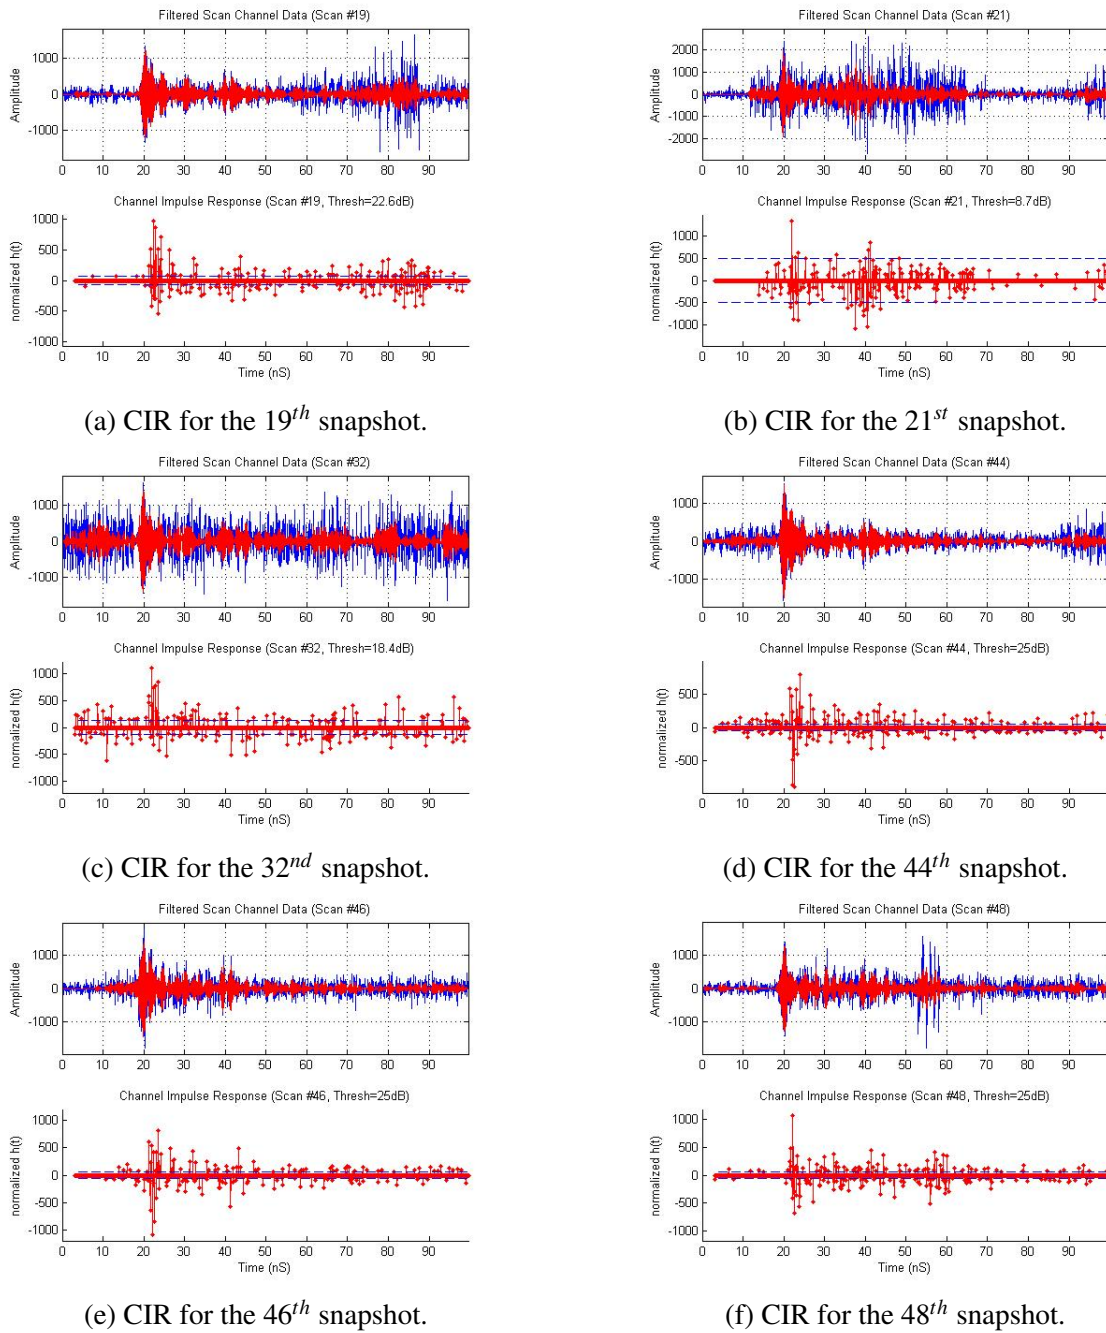 Filtered Scan Channel Data (Scan #19)
1000
0
-1000
Amplitude
0 10 20 30 40 50 60 70 80 90
Channel Impulse Response (Scan #19, Thresh=22.6dB)
1000
500
0
-500
-1000
normalized h(t)
0 10 20 30 40 50 60 70 80 90
Time (nS)
(a) CIR for the 19th snapshot.
Filtered Scan Channel Data (Scan #21)
2000
1000
0
-1000
-2000
Amplitude
0 10 20 30 40 50 60 70 80 90
Channel Impulse Response (Scan #21, Thresh=8.7dB)
1000
500
0
-500
-1000
normalized h(t)
0 10 20 30 40 50 60 70 80 90
Time (nS)
(b) CIR for the 21st snapshot.
Filtered Scan Channel Data (Scan #32)
1000
0
-1000
Amplitude
0 10 20 30 40 50 60 70 80 90
Channel Impulse Response (Scan #32, Thresh=18.4dB)
1000
500
0
-500
-1000
normalized h(t)
0 10 20 30 40 50 60 70 80 90
Time (nS)
(c) CIR for the 32nd snapshot.
Filtered Scan Channel Data (Scan #44)
1000
0
-1000
Amplitude
0 10 20 30 40 50 60 70 80 90
Channel Impulse Response (Scan #44, Thresh=25dB)
500
0
-500
normalized h(t)
0 10 20 30 40 50 60 70 80 90
Time (nS)
(d) CIR for the 44th snapshot.
Filtered Scan Channel Data (Scan #46)
1000
0
-1000
Amplitude
0 10 20 30 40 50 60 70 80 90
Channel Impulse Response (Scan #46, Thresh=25dB)
1000
500
0
-500
-1000
normalized h(t)
0 10 20 30 40 50 60 70 80 90
Time (nS)
(e) CIR for the 46th snapshot.
Filtered Scan Channel Data (Scan #48)
1000
0
-1000
Amplitude
0 10 20 30 40 50 60 70 80 90
Channel Impulse Response (Scan #48, Thresh=25dB)
1000
500
0
-500
-1000
normalized h(t)
0 10 20 30 40 50 60 70 80 90
Time (nS)
(f) CIR for the 48th snapshot.